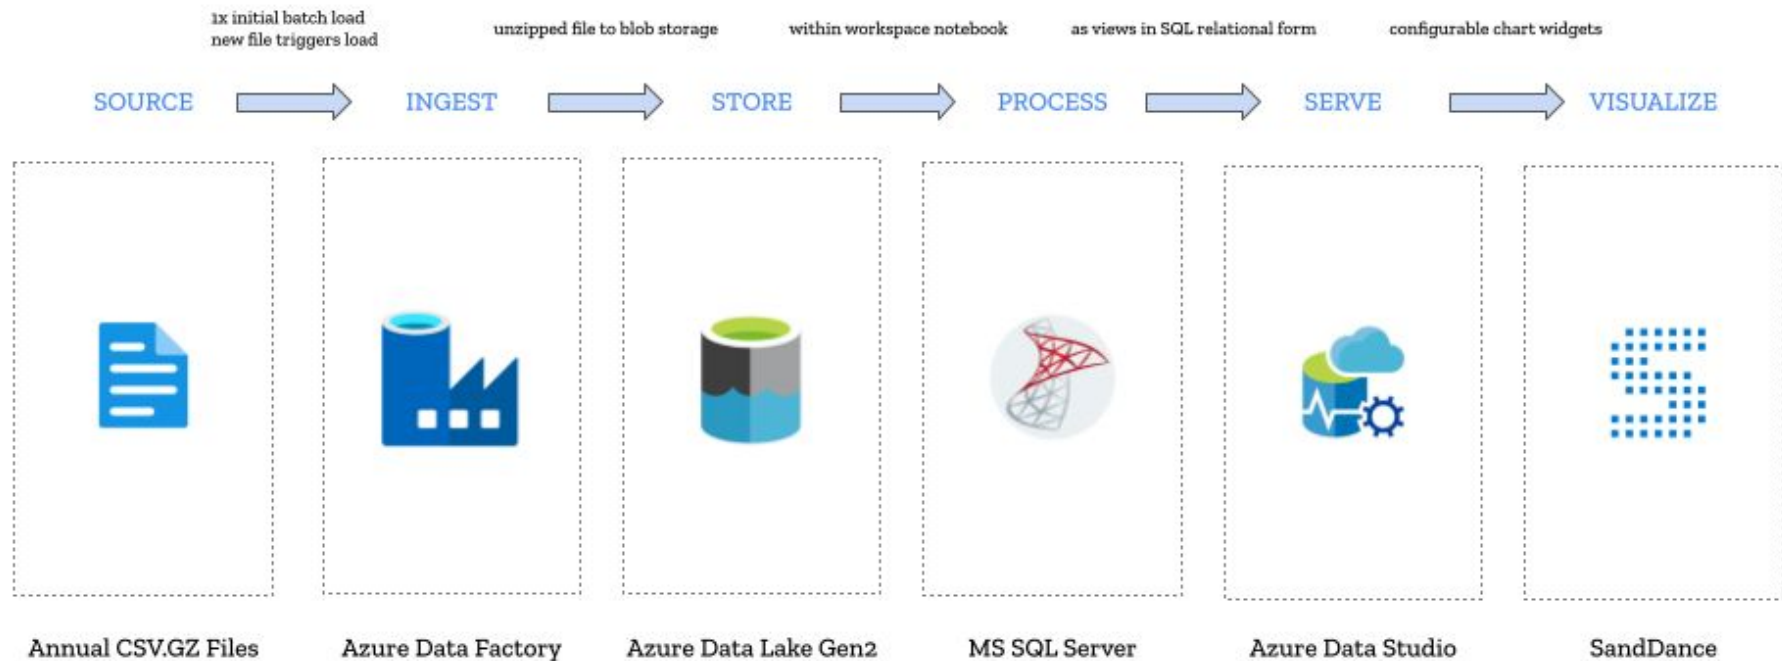 1x initial batch load
new file triggers load
unzipped file to blob storage
within workspace notebook
as views in SQL relational form
configurable chart widgets
SOURCE
INGEST
STORE
PROCESS
SERVE
VISUALIZE
Annual CSV.GZ Files
Azure Data Factory
Azure Data Lake Gen2
MS SQL Server
Azure Data Studio
SandDance